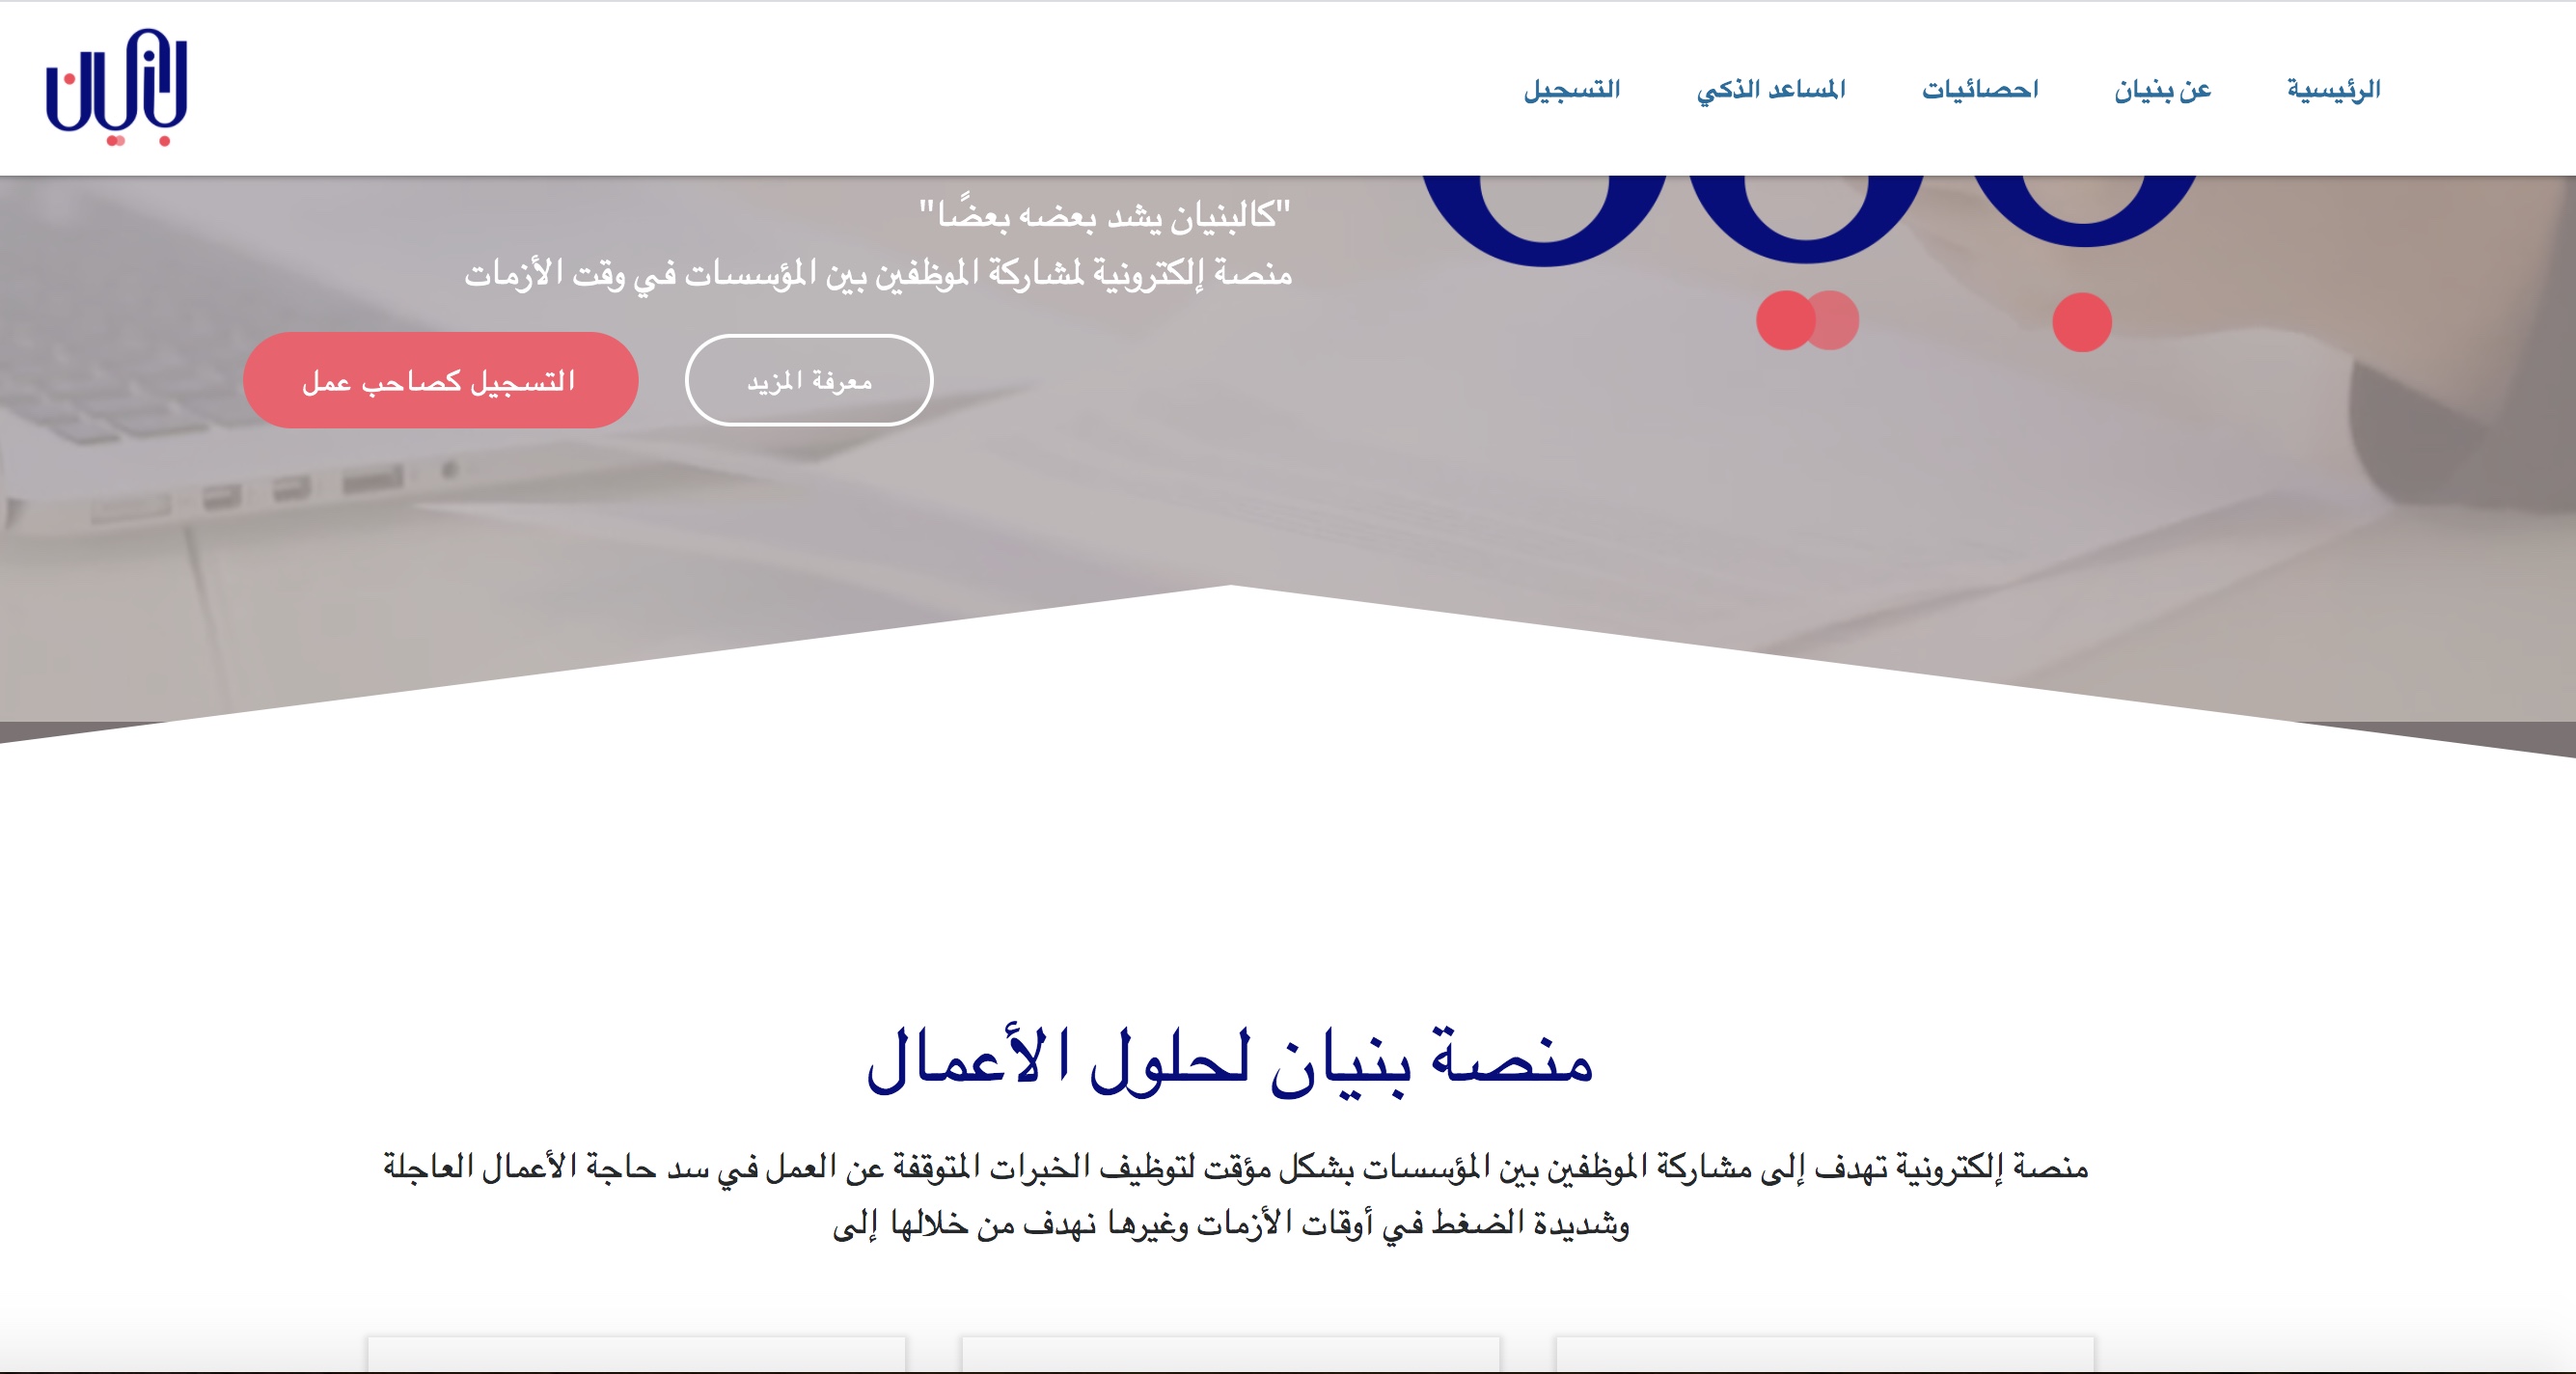 بنيان
الرئيسية
عن بنيان
احصائيات
المساعد الذكي
التسجيل
"كالبنيان يشد بعضه بعضًا"
منصة إلكترونية لمشاركة الموظفين بين المؤسسات في وقت الأزمات
معرفة المزيد
التسجيل كصاحب عمل
منصة بنيان لحلول الأعمال
منصة إلكترونية تهدف إلى مشاركة الموظفين بين المؤسسات بشكل مؤقت لتوظيف الخبرات المتوقفة عن العمل في سد حاجة الأعمال العاجلة
وشديدة الضغط في أوقات الأزمات وغيرها نهدف من خلالها إلى